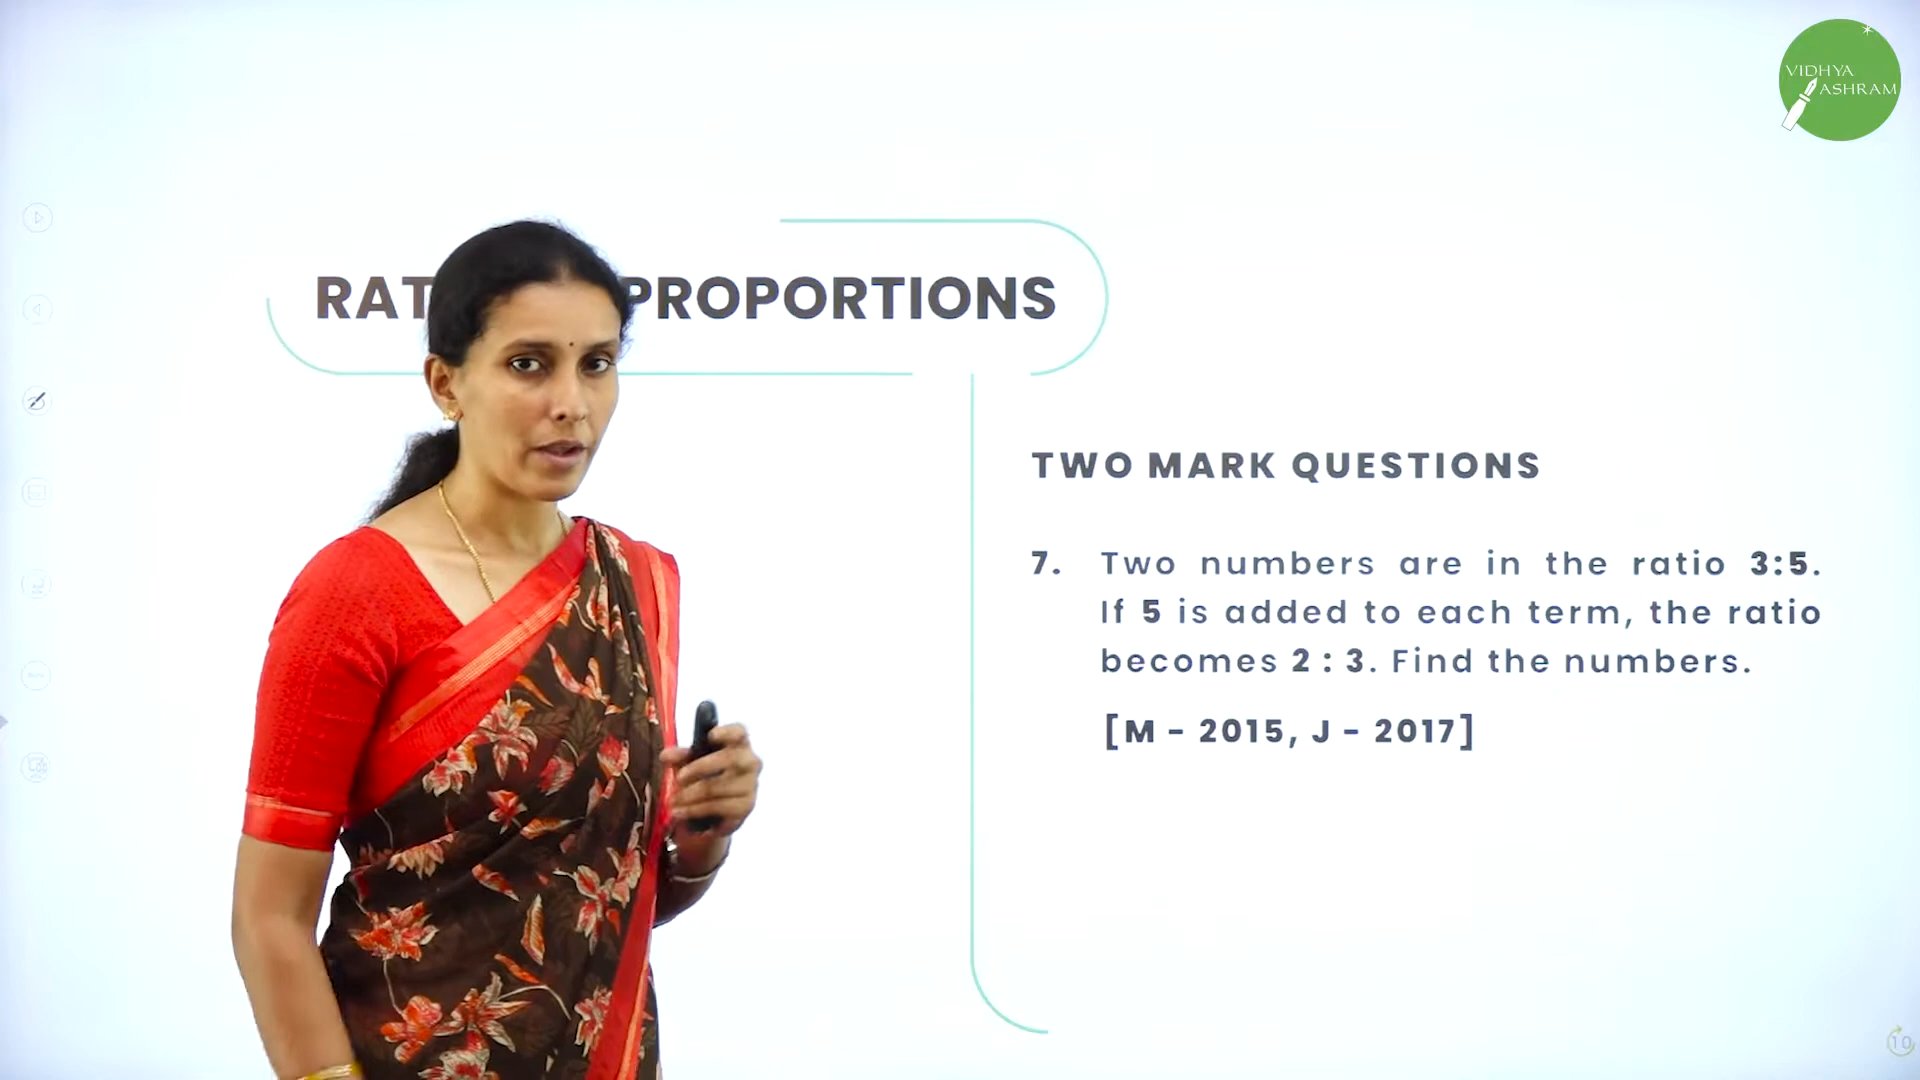 VIDHYA
ASHRAM
PROPORTIONS
TWO MARK QUESTIONS
7. Two numbers are in the ratio 3:5.
If 5 is added to each term, the ratio
becomes 2 : 3. Find the numbers.
[M - 2015, J - 2017]
10